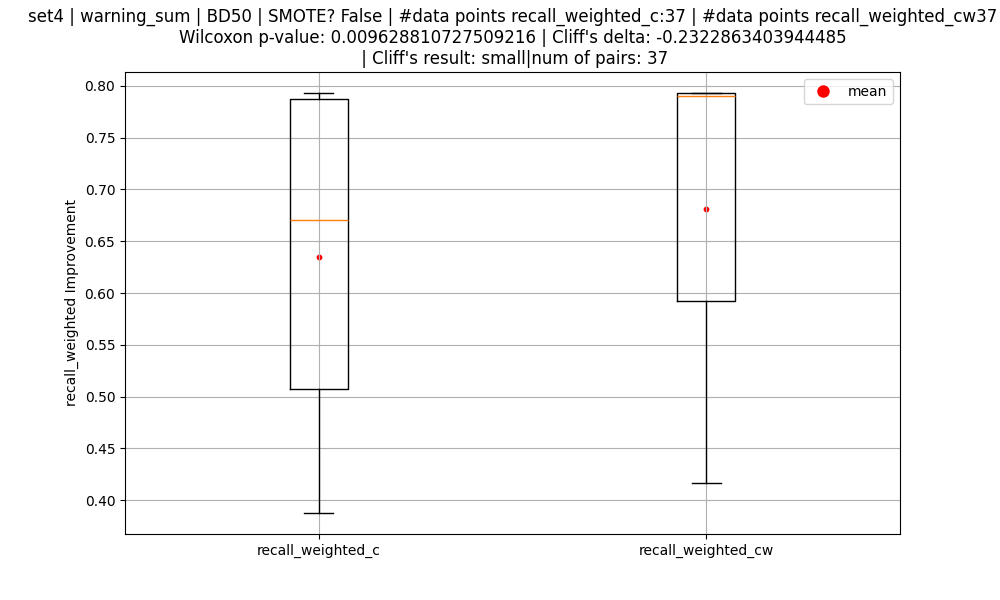 set4 | warning_sum | BD50 | SMOTE? False | #data points recall_weighted_c:37 | #data points recall_weighted_cw37
Wilcoxon p-value: 0.009628810727509216 | Cliff's delta: -0.2322863403944485
| Cliff's result: small|num of pairs: 37
mean
0.80
0.75
0.70
0.65
0.60
0.55
0.50
0.45
0.40
recall_weighted Improvement
recall_weighted_c
recall_weighted_cw